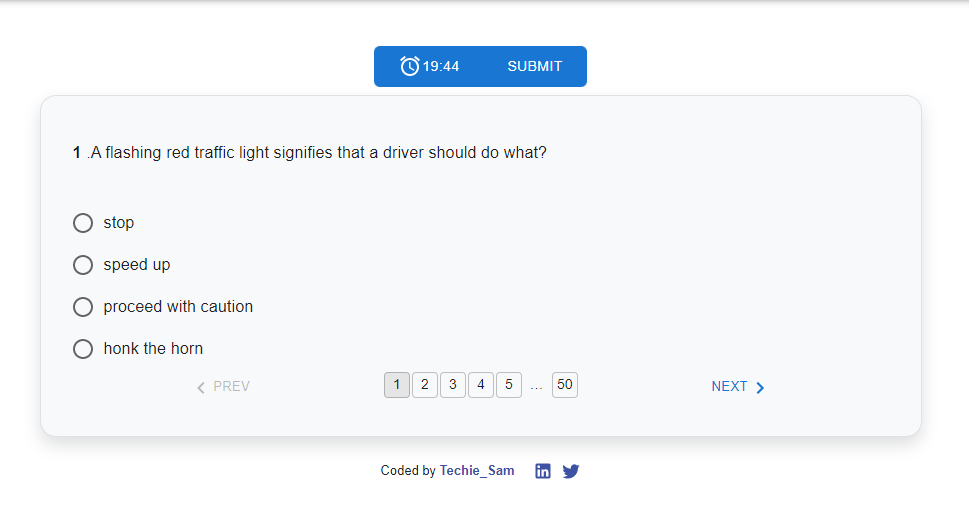 19:44 SUBMIT
1 .A flashing red traffic light signifies that a driver should do what?
stop
speed up
proceed with caution
honk the horn
PREV 1 2 3 4 5 ... 50 NEXT
Coded by Techie_Sam in